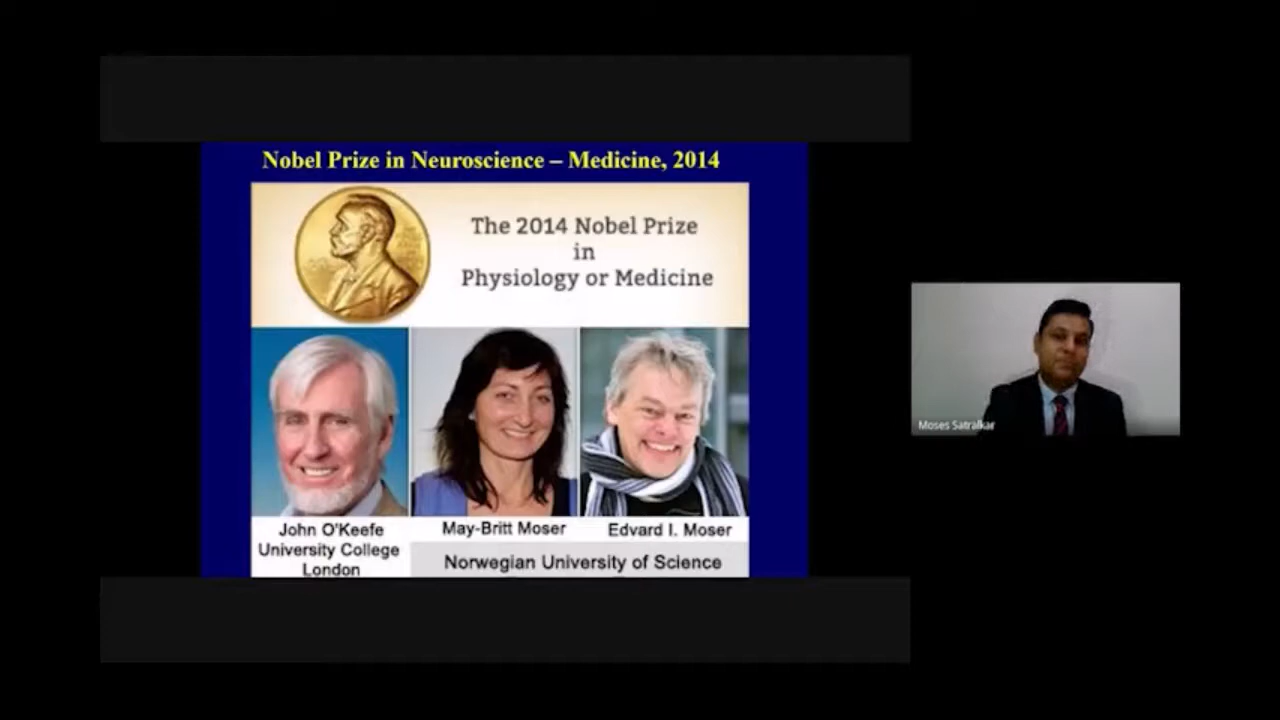 Nobel Prize in Neuroscience – Medicine, 2014
The 2014 Nobel Prize
in
Physiology or Medicine
John O'Keefe
University College
London
May-Britt Moser
Edvard I. Moser
Norwegian University of Science
Moses Satralkar